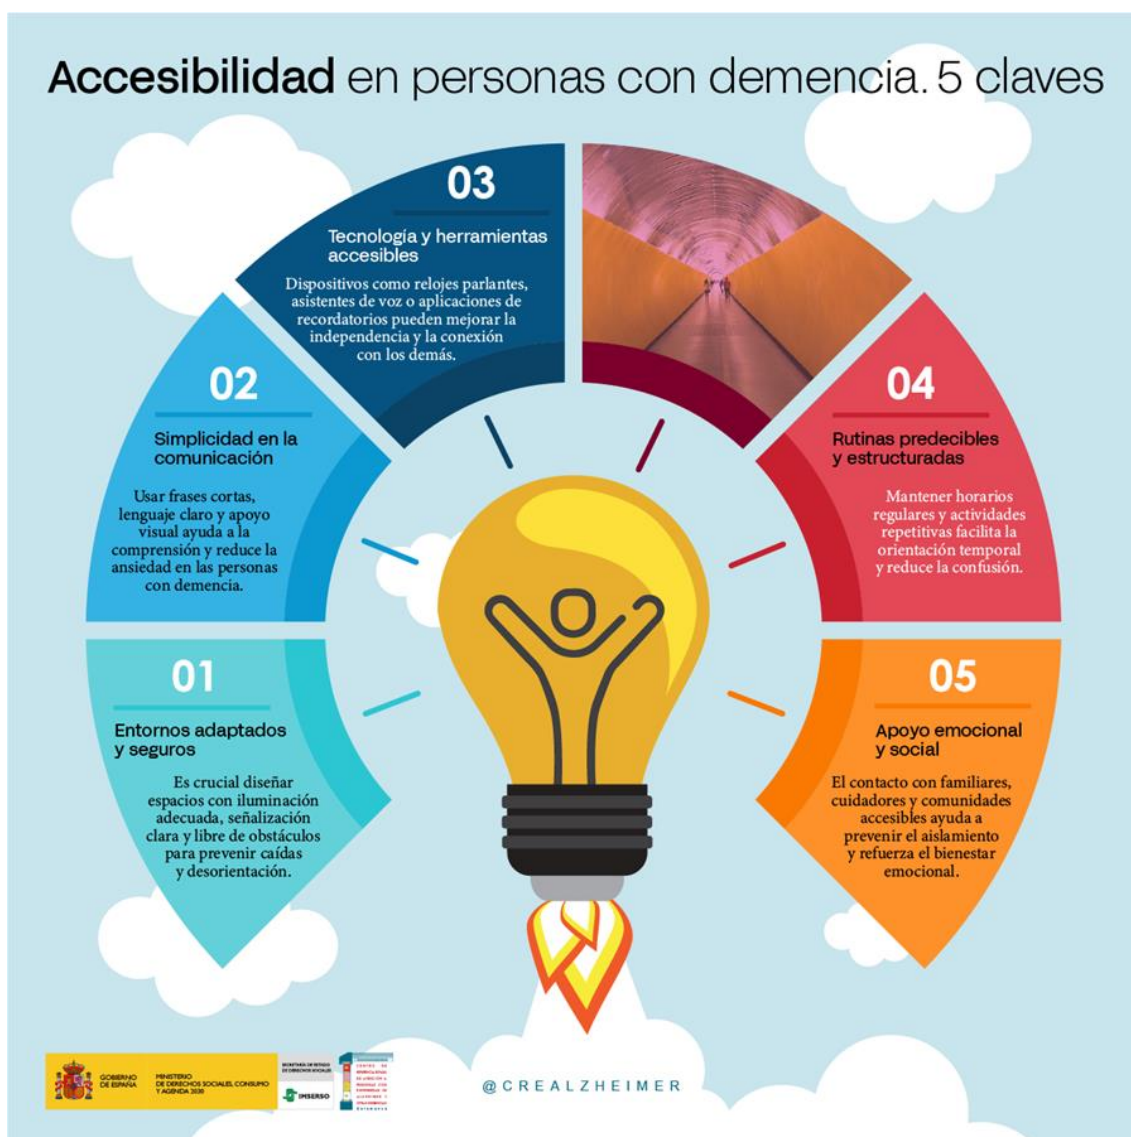 Accesibilidad en personas con demencia. 5 claves
01
Entornos adaptados
y seguros
Es crucial diseñar
espacios con iluminación
adecuada, señalización
clara y libre de obstáculos
para prevenir caídas
y desorientación.
02
Simplicidad en la
comunicación
Usar frases cortas,
lenguaje claro y apoyo
visual ayuda a la
comprensión y reduce la
ansiedad en las personas
con demencia.
03
Tecnología y herramientas
accesibles
Dispositivos como relojes parlantes,
asistentes de voz o aplicaciones de
recordatorios pueden mejorar la
independencia y la conexión
con los demás.
04
Rutinas predecibles
y estructuradas
Mantener horarios
regulares y actividades
repetitivas facilita la
orientación temporal
y reduce la confusión.
05
Apoyo emocional
y social
El contacto con familiares,
cuidadores y comunidades
accesibles ayuda a
prevenir el aislamiento
y refuerza el bienestar
emocional.
GOBIERNO
DE ESPAÑA
MINISTERIO
DE DERECHOS SOCIALES, CONSUMO
Y AGENDA 2030
SECRETARÍA DE ESTADO
DE DERECHOS SOCIALES
IMSERSO
@CREALZHEIMER